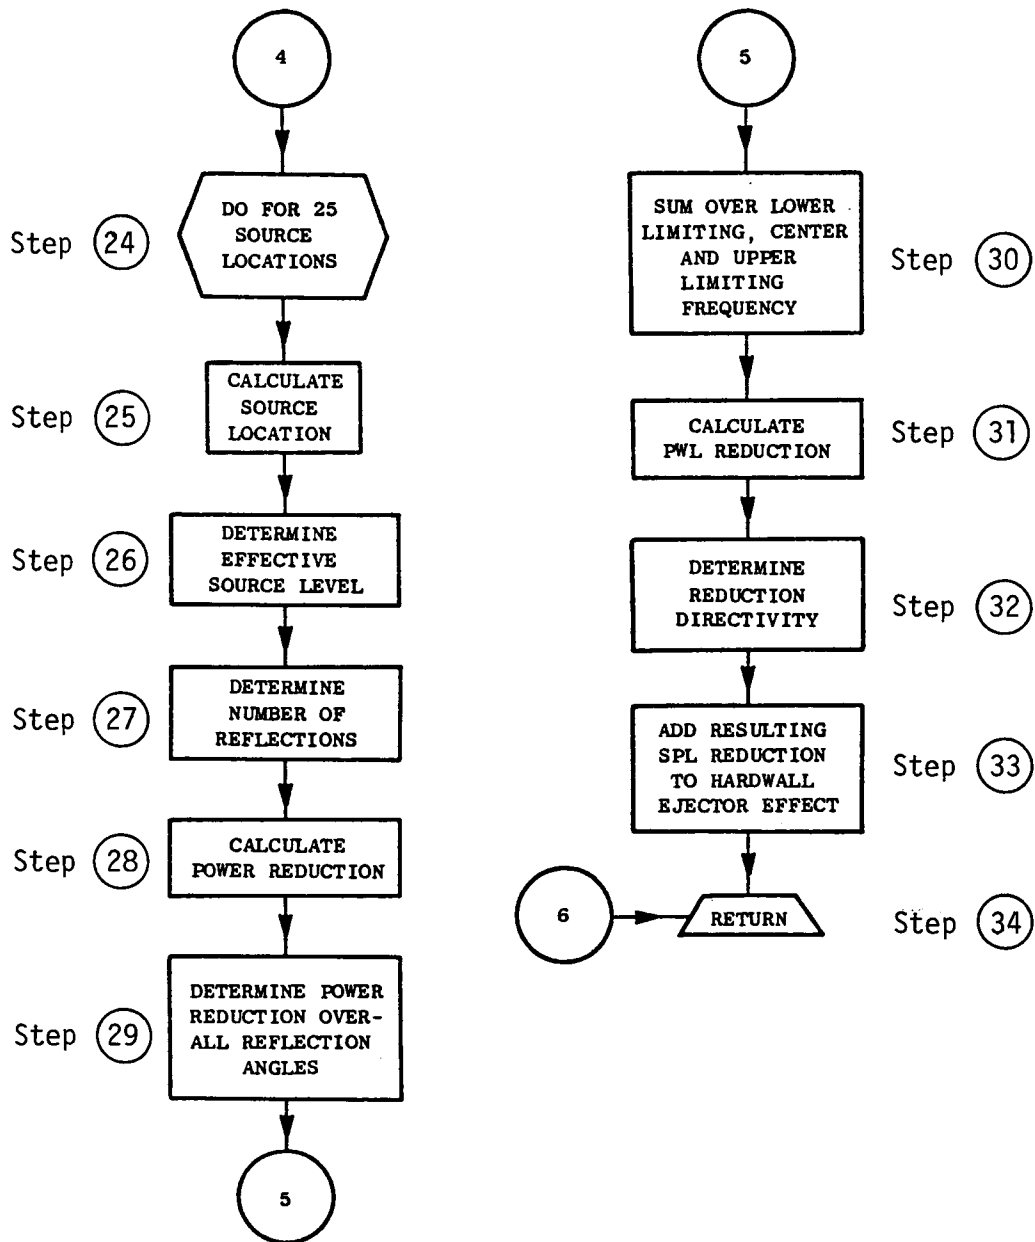 4
Step 24
DO FOR 25
SOURCE
LOCATIONS
Step 25
CALCULATE
SOURCE
LOCATION
Step 26
DETERMINE
EFFECTIVE
SOURCE LEVEL
Step 27
DETERMINE
NUMBER OF
REFLECTIONS
Step 28
CALCULATE
POWER REDUCTION
Step 29
DETERMINE POWER
REDUCTION OVER-
ALL REFLECTION
ANGLES
5
5
SUM OVER LOWER
LIMITING, CENTER
AND UPPER
LIMITING
FREQUENCY
Step 30
CALCULATE
PWL REDUCTION
Step 31
DETERMINE
REDUCTION
DIRECTIVITY
Step 32
ADD RESULTING
SPL REDUCTION
TO HARDWALL
EJECTOR EFFECT
Step 33
6
RETURN
Step 34